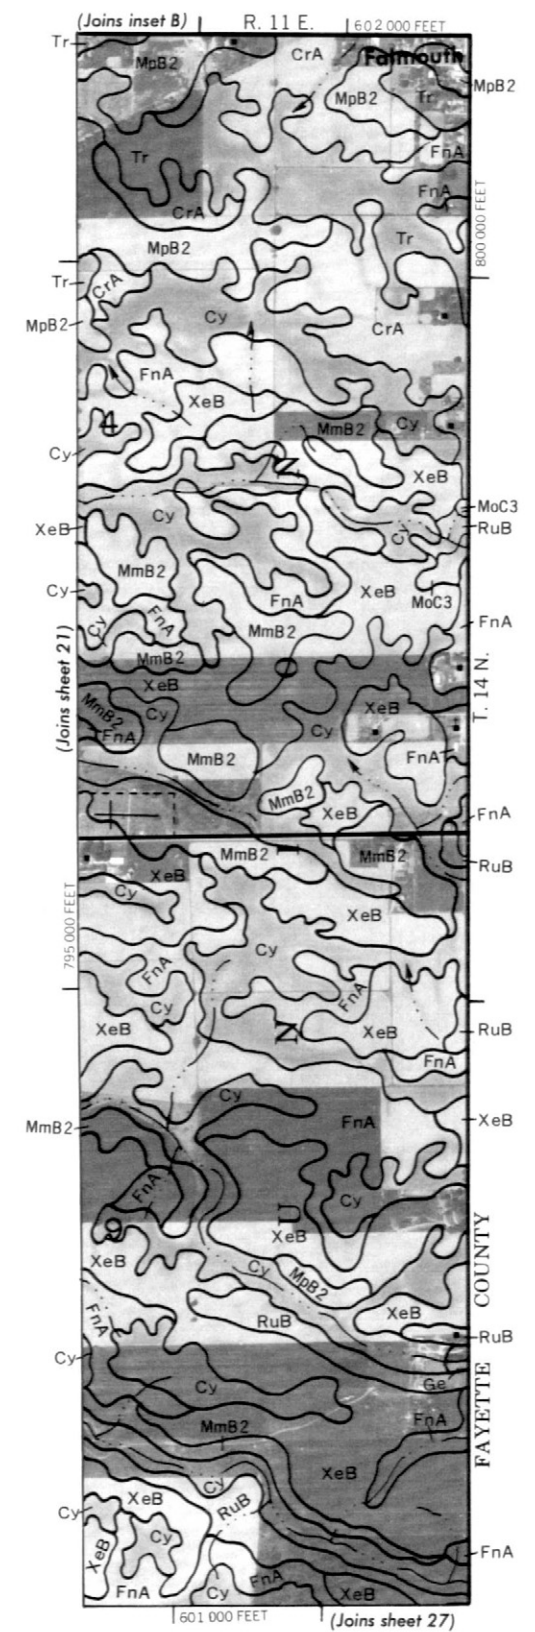 (Joins inset B) R. 11 E. 602 000 FEET
Tr CrA Falmouth
MpB2
MpB2 Tr MpB2
FnA
Tr
FnA
CrA
Tr
MpB2
800 000 FEET
Tr CrA
Cy
MpB2 CrA
FnA
XeB
4 MmB2 Cy
Cy
Z XeB
MoC3
Cy
XeB Cy RuB
MmB2
Cy XeB
FnA MoC3
FnA
Cy FnA MmB2
MmB2 O
XeB
T. 14 N.
(Joins sheet 21)
MmB2 Cy XeB
FnA Cy
MmB2 FnA
MmB2
XeB FnA
I
MmB2 MmB2
XeB RuB
Cy
XeB
795 000 FEET
Cy
FnA
FnA
Cy
XeB N XeB RuB
FnA
Cy
MmB2 FnA XeB
FnA
Cy
9 U
XeB
XeB Cy
MpB2
FnA RuB XeB
RuB
Cy
Cy Ge
MmB2 FnA
FAYETTE COUNTY
XeB
XeB Cy
Cy RuB
Cy
XeB
FnA
FnA Cy FnA XeB
601 000 FEET (Joins sheet 27)